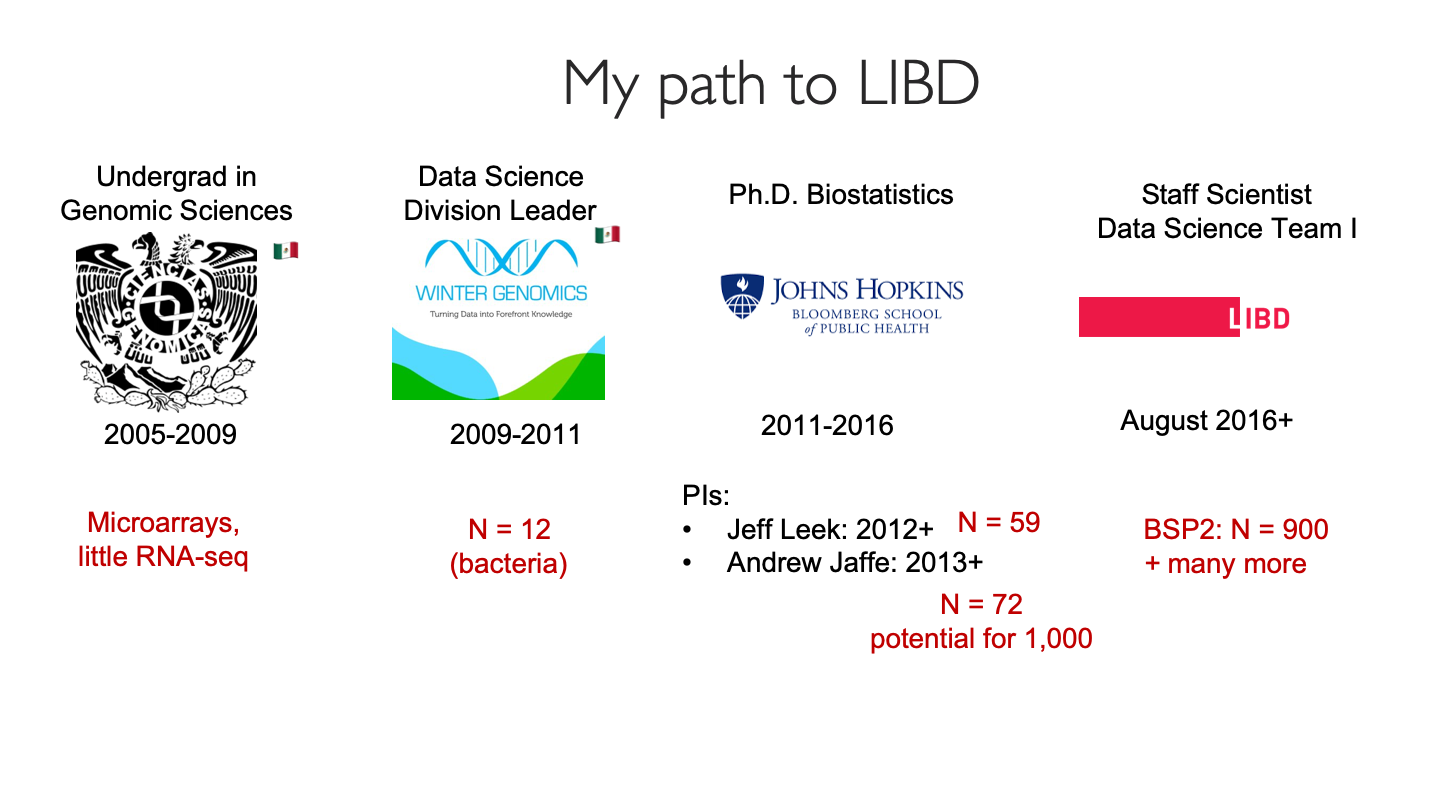 My path to LIBD
Undergrad in
Genomic Sciences
CIENCIAS
GENOMICAS
2005-2009
Microarrays,
little RNA-seq
Data Science
Division Leader
WINTER GENOMICS
Turning Data into Forefront Knowledge
2009-2011
N = 12
(bacteria)
Ph.D. Biostatistics
JOHNS HOPKINS
BLOOMBERG SCHOOL
of PUBLIC HEALTH
2011-2016
PIs:
• Jeff Leek: 2012+ N = 59
• Andrew Jaffe: 2013+
N = 72
potential for 1,000
Staff Scientist
Data Science Team I
LIBD
August 2016+
BSP2: N = 900
+ many more